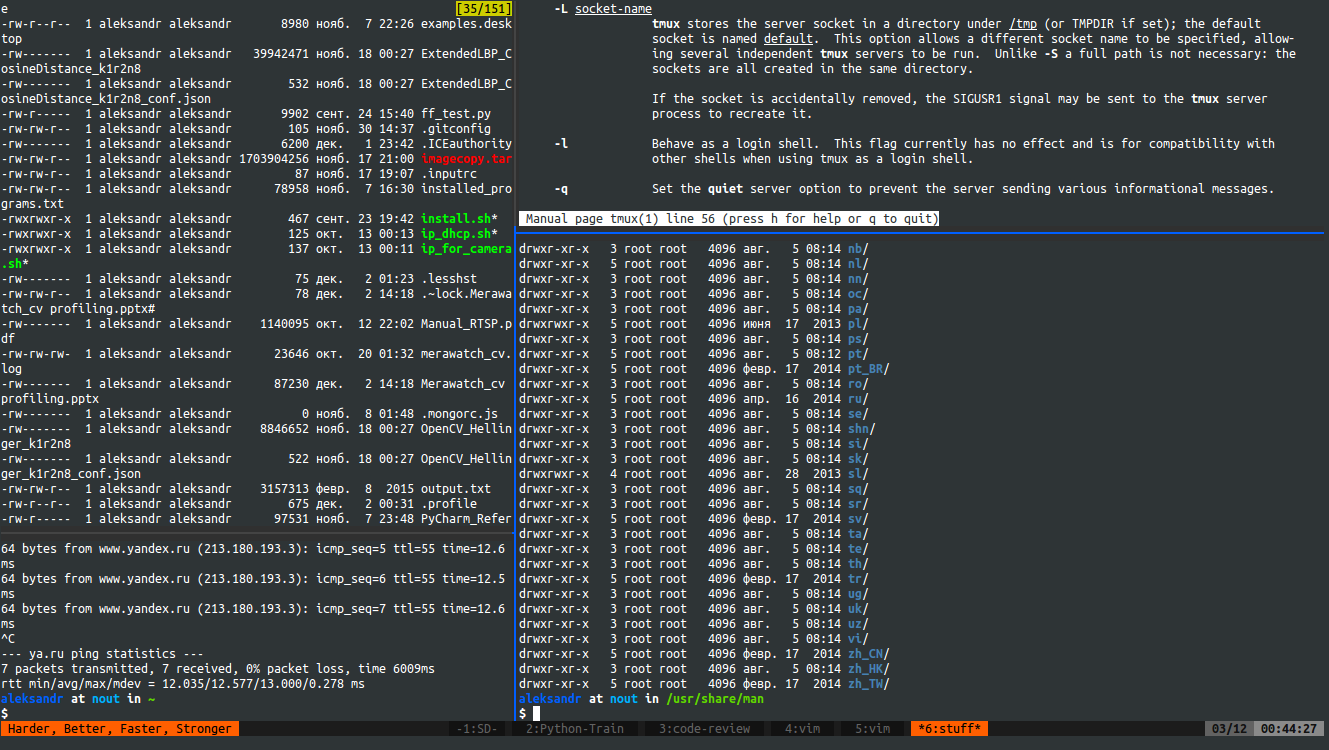 e [35/151]
-rw-r--r-- 1 aleksandr aleksandr 8980 нояб. 7 22:26 examples.desk
top
-rw------- 1 aleksandr aleksandr 39942471 нояб. 18 00:27 ExtendedLBP_C
osineDistance_k1r2n8
-rw------- 1 aleksandr aleksandr 532 нояб. 18 00:27 ExtendedLBP_C
osineDistance_k1r2n8_conf.json
-rw-r----- 1 aleksandr aleksandr 9902 сент. 24 15:40 ff_test.py
-rw-rw-r-- 1 aleksandr aleksandr 105 нояб. 30 14:37 .gitconfig
-rw------- 1 aleksandr aleksandr 6200 дек. 1 23:42 .ICEauthority
-rw-rw-r-- 1 aleksandr aleksandr 1703904256 нояб. 17 21:00 imagecopy.tar
-rw-rw-r-- 1 aleksandr aleksandr 87 нояб. 17 19:07 .inputrc
-rw-rw-r-- 1 aleksandr aleksandr 78958 нояб. 7 16:30 installed_pro
grams.txt
-rwxrwxr-x 1 aleksandr aleksandr 467 сент. 23 19:42 install.sh*
-rwxrwxr-x 1 aleksandr aleksandr 125 окт. 13 00:13 ip_dhcp.sh*
-rwxrwxr-x 1 aleksandr aleksandr 137 окт. 13 00:11 ip_for_camera
.sh*
-rw------- 1 aleksandr aleksandr 75 дек. 2 01:23 .lesshst
-rw-rw-r-- 1 aleksandr aleksandr 78 дек. 2 14:18 .~lock.Merawa
tch_cv profiling.pptx#
-rw------- 1 aleksandr aleksandr 1140095 окт. 12 22:02 Manual_RTSP.p
df
-rw-rw-rw- 1 aleksandr aleksandr 23646 окт. 20 01:32 merawatch_cv.
log
-rw------- 1 aleksandr aleksandr 87230 дек. 2 14:18 Merawatch_cv
profiling.pptx
-rw------- 1 aleksandr aleksandr 0 нояб. 8 01:48 .mongorc.js
-rw------- 1 aleksandr aleksandr 8846652 нояб. 18 00:27 OpenCV_Hellin
ger_k1r2n8
-rw------- 1 aleksandr aleksandr 522 нояб. 18 00:27 OpenCV_Hellin
ger_k1r2n8_conf.json
-rw-rw-r-- 1 aleksandr aleksandr 3157313 февр. 8 2015 output.txt
-rw-r--r-- 1 aleksandr aleksandr 675 дек. 2 00:31 .profile
-rw-r----- 1 aleksandr aleksandr 97531 нояб. 7 23:48 PyCharm_Refer
64 bytes from www.yandex.ru (213.180.193.3): icmp_seq=5 ttl=55 time=12.6
ms
64 bytes from www.yandex.ru (213.180.193.3): icmp_seq=6 ttl=55 time=12.5
ms
64 bytes from www.yandex.ru (213.180.193.3): icmp_seq=7 ttl=55 time=12.6
ms
^C
--- ya.ru ping statistics ---
7 packets transmitted, 7 received, 0% packet loss, time 6009ms
rtt min/avg/max/mdev = 12.035/12.577/13.000/0.278 ms
aleksandr at nout in ~
$
-L socket-name
tmux stores the server socket in a directory under /tmp (or TMPDIR if set); the default
socket is named default. This option allows a different socket name to be specified, allow-
ing several independent tmux servers to be run. Unlike -S a full path is not necessary: the
sockets are all created in the same directory.
If the socket is accidentally removed, the SIGUSR1 signal may be sent to the tmux server
process to recreate it.
-l Behave as a login shell. This flag currently has no effect and is for compatibility with
other shells when using tmux as a login shell.
-q Set the quiet server option to prevent the server sending various informational messages.
Manual page tmux(1) line 56 (press h for help or q to quit)
drwxr-xr-x 3 root root 4096 авг. 5 08:14 nb/
drwxr-xr-x 5 root root 4096 авг. 5 08:14 nl/
drwxr-xr-x 3 root root 4096 авг. 5 08:14 nn/
drwxr-xr-x 3 root root 4096 авг. 5 08:14 oc/
drwxr-xr-x 3 root root 4096 авг. 5 08:14 pa/
drwxrwxr-x 5 root root 4096 июня 17 2013 pl/
drwxr-xr-x 3 root root 4096 авг. 5 08:14 ps/
drwxr-xr-x 5 root root 4096 авг. 5 08:12 pt/
drwxr-xr-x 5 root root 4096 февр. 17 2014 pt_BR/
drwxr-xr-x 3 root root 4096 авг. 5 08:14 ro/
drwxr-xr-x 5 root root 4096 апр. 16 2014 ru/
drwxr-xr-x 3 root root 4096 авг. 5 08:14 se/
drwxr-xr-x 3 root root 4096 авг. 5 08:14 shn/
drwxr-xr-x 3 root root 4096 авг. 5 08:14 si/
drwxr-xr-x 3 root root 4096 авг. 5 08:14 sk/
drwxrwxr-x 4 root root 4096 авг. 28 2013 sl/
drwxr-xr-x 3 root root 4096 авг. 5 08:14 sq/
drwxr-xr-x 3 root root 4096 авг. 5 08:14 sr/
drwxr-xr-x 5 root root 4096 февр. 17 2014 sv/
drwxr-xr-x 3 root root 4096 авг. 5 08:14 ta/
drwxr-xr-x 3 root root 4096 авг. 5 08:14 te/
drwxr-xr-x 3 root root 4096 авг. 5 08:14 th/
drwxr-xr-x 5 root root 4096 февр. 17 2014 tr/
drwxr-xr-x 3 root root 4096 авг. 5 08:14 ug/
drwxr-xr-x 3 root root 4096 авг. 5 08:14 uk/
drwxr-xr-x 3 root root 4096 авг. 5 08:14 uz/
drwxr-xr-x 3 root root 4096 авг. 5 08:14 vi/
drwxr-xr-x 5 root root 4096 февр. 17 2014 zh_CN/
drwxr-xr-x 3 root root 4096 авг. 5 08:14 zh_HK/
drwxr-xr-x 5 root root 4096 февр. 17 2014 zh_TW/
aleksandr at nout in /usr/share/man
$
Harder, Better, Faster, Stronger -1:SD- 2:Python-Train 3:code-review 4:vim 5:vim *6:stuff* 03/12 00:44:27